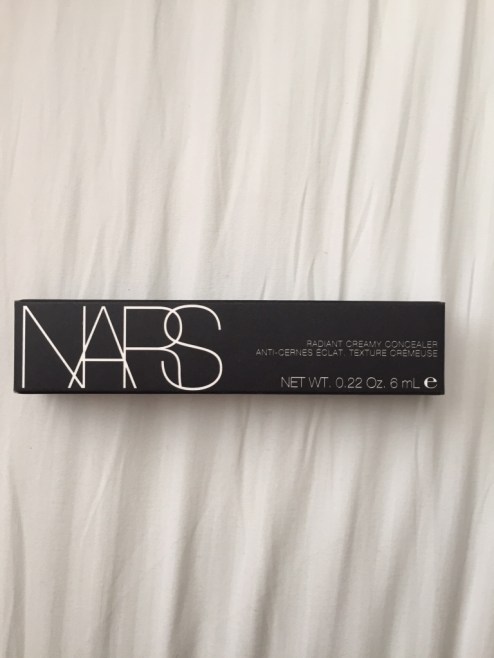 NARS
RADIANT CREAMY CONCEALER
ANTI-CERNES ÉCLAT, TEXTURE CRÉMEUSE
NET WT. 0.22 Oz. 6 mL ℮